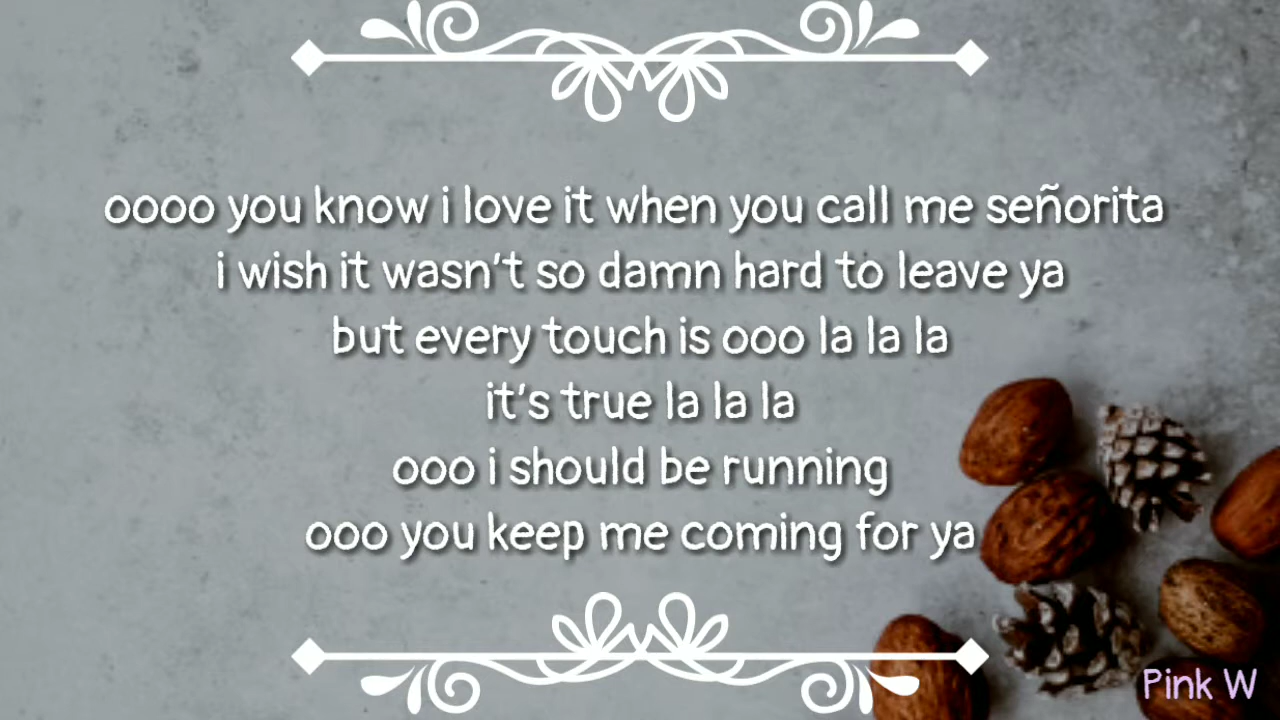 oooo you know i love it when you call me señorita
i wish it wasn't so damn hard to leave ya
but every touch is ooo la la la
it's true la la la
ooo i should be running
ooo you keep me coming for ya
Pink W